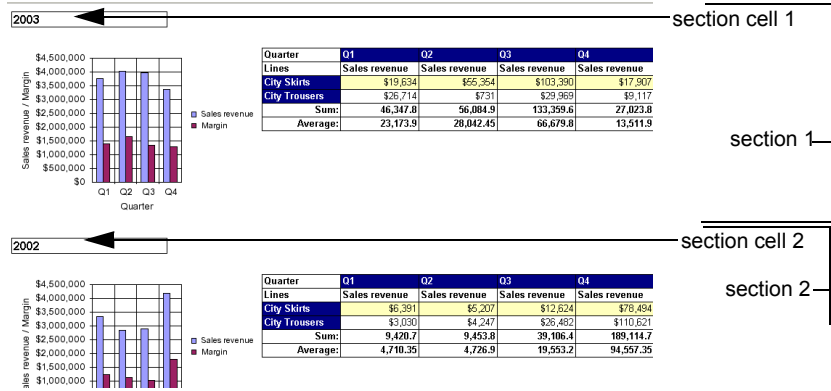 2003
section cell 1
$4,500,000
$4,000,000
$3,500,000
$3,000,000
$2,500,000
$2,000,000
$1,500,000
$1,000,000
$500,000
$0
Sales revenue / Margin
Q1 Q2 Q3 Q4
Quarter
Sales revenue
Margin
Quarter Q1 Q2 Q3 Q4
Lines Sales revenue Sales revenue Sales revenue Sales revenue
City Skirts $19,634 $55,354 $103,390 $17,907
City Trousers $26,714 $731 $29,969 $9,117
Sum: 46,347.8 56,084.9 133,359.6 27,023.8
Average: 23,173.9 28,042.45 66,679.8 13,511.9
section 1
2002
section cell 2
$4,500,000
$4,000,000
$3,500,000
$3,000,000
$2,500,000
$2,000,000
$1,500,000
$1,000,000
ales revenue / Margin
Sales revenue
Margin
Quarter Q1 Q2 Q3 Q4
Lines Sales revenue Sales revenue Sales revenue Sales revenue
City Skirts $6,391 $5,207 $12,624 $78,494
City Trousers $3,030 $4,247 $26,482 $110,621
Sum: 9,420.7 9,453.8 39,106.4 189,114.7
Average: 4,710.35 4,726.9 19,553.2 94,557.35
section 2